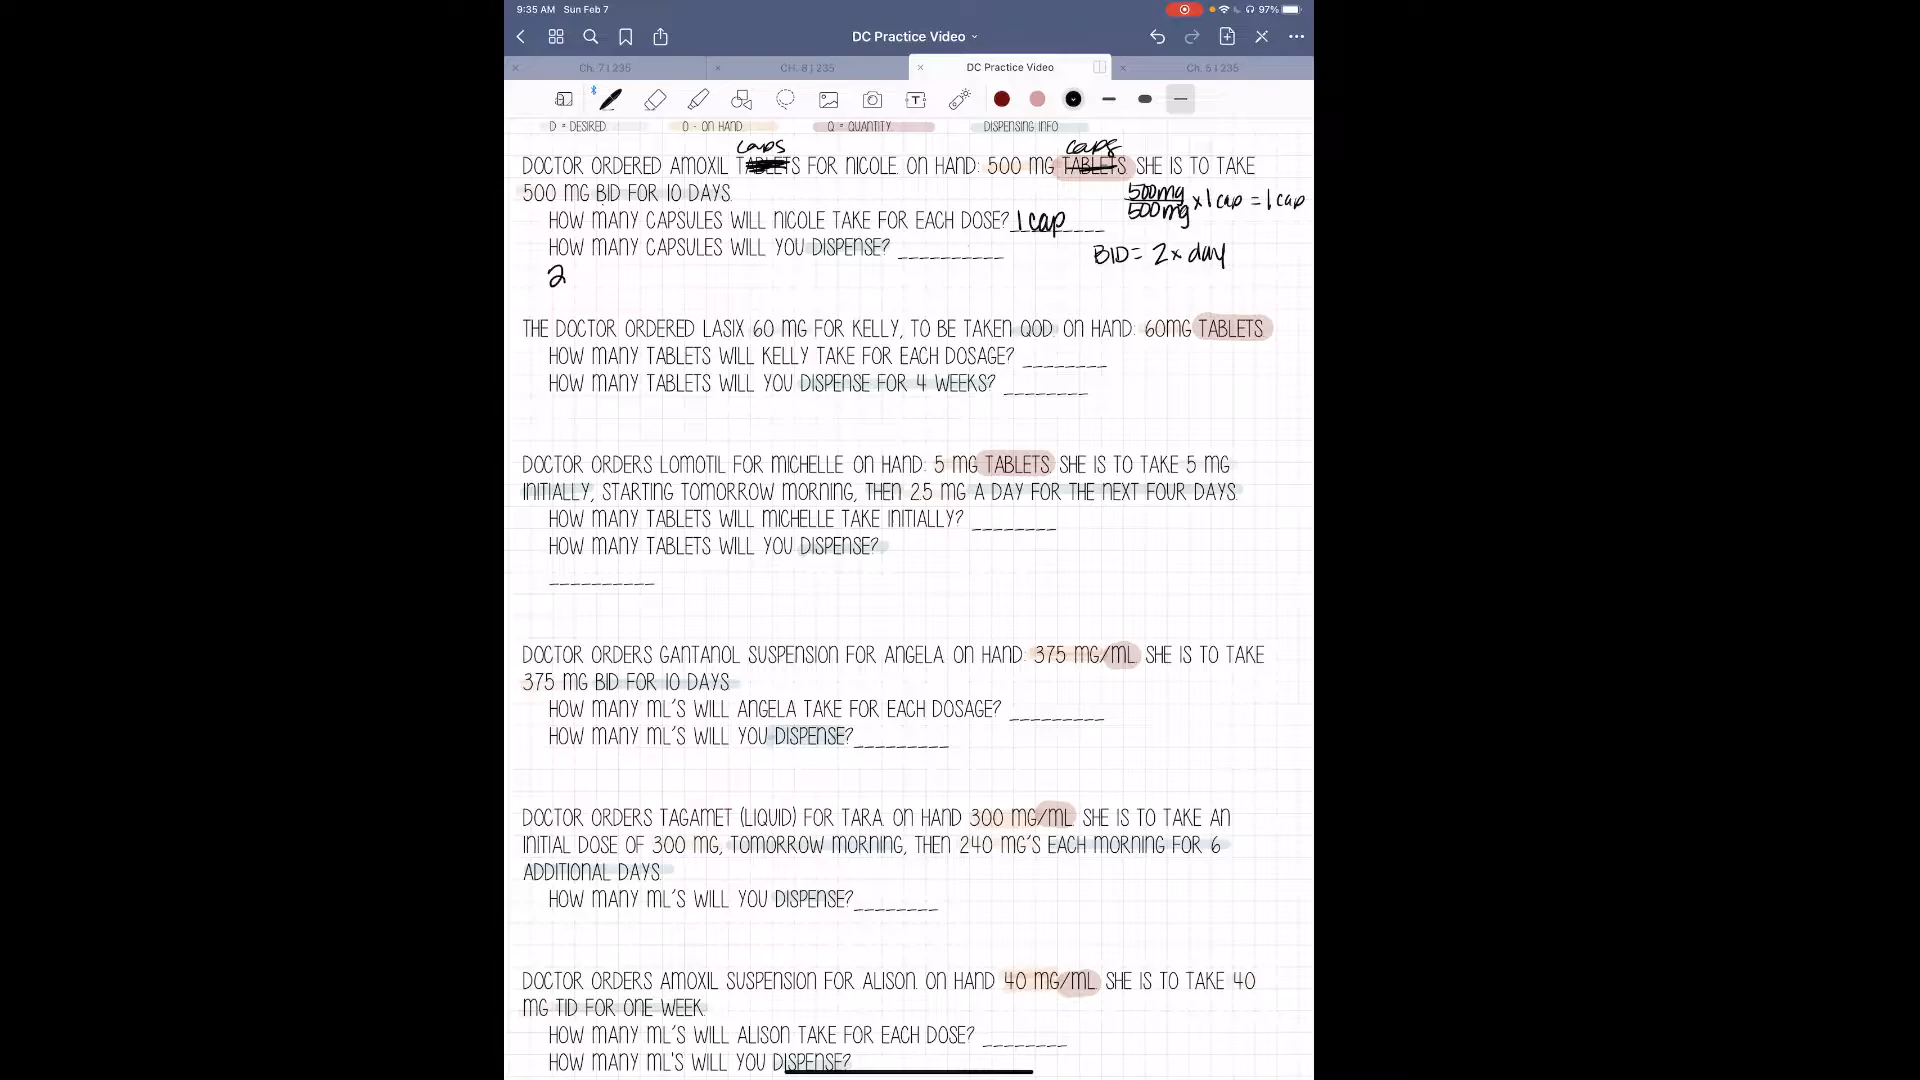 9:35 AM Sun Feb 7
97%
DC Practice Video
Ch. 7 | 235
CH. 8 | 235
DC Practice Video
Ch. 5 | 235
D = DESIRED
O = ON HAND
Q = QUANTITY
DISPENSING INFO
caps
caps
DOCTOR ORDERED AMOXIL TABLETS FOR NICOLE. ON HAND: 500 MG TABLETS SHE IS TO TAKE
500 MG BID FOR 10 DAYS.
500mg
500mg
x 1 cap = 1 cap
HOW MANY CAPSULES WILL NICOLE TAKE FOR EACH DOSE? 1 cap
HOW MANY CAPSULES WILL YOU DISPENSE? __________
BID = 2 x day
2
THE DOCTOR ORDERED LASIX 60 MG FOR KELLY, TO BE TAKEN QOD. ON HAND: 60MG TABLETS
HOW MANY TABLETS WILL KELLY TAKE FOR EACH DOSAGE? ________
HOW MANY TABLETS WILL YOU DISPENSE FOR 4 WEEKS? ________
DOCTOR ORDERS LOMOTIL FOR MICHELLE ON HAND: 5 MG TABLETS. SHE IS TO TAKE 5 MG
INITIALLY, STARTING TOMORROW MORNING, THEN 2.5 MG A DAY FOR THE NEXT FOUR DAYS.
HOW MANY TABLETS WILL MICHELLE TAKE INITIALLY? ________
HOW MANY TABLETS WILL YOU DISPENSE?
__________
DOCTOR ORDERS GANTANOL SUSPENSION FOR ANGELA. ON HAND: 375 MG/ML. SHE IS TO TAKE
375 MG BID FOR 10 DAYS
HOW MANY ML'S WILL ANGELA TAKE FOR EACH DOSAGE? _________
HOW MANY ML'S WILL YOU DISPENSE?_________
DOCTOR ORDERS TAGAMET (LIQUID) FOR TARA. ON HAND 300 MG/ML. SHE IS TO TAKE AN
INITIAL DOSE OF 300 MG, TOMORROW MORNING, THEN 240 MG'S EACH MORNING FOR 6
ADDITIONAL DAYS.
HOW MANY ML'S WILL YOU DISPENSE?________
DOCTOR ORDERS AMOXIL SUSPENSION FOR ALISON. ON HAND 40 MG/ML. SHE IS TO TAKE 40
MG TID FOR ONE WEEK.
HOW MANY ML'S WILL ALISON TAKE FOR EACH DOSE? ________
HOW MANY ML'S WILL YOU DISPENSE?